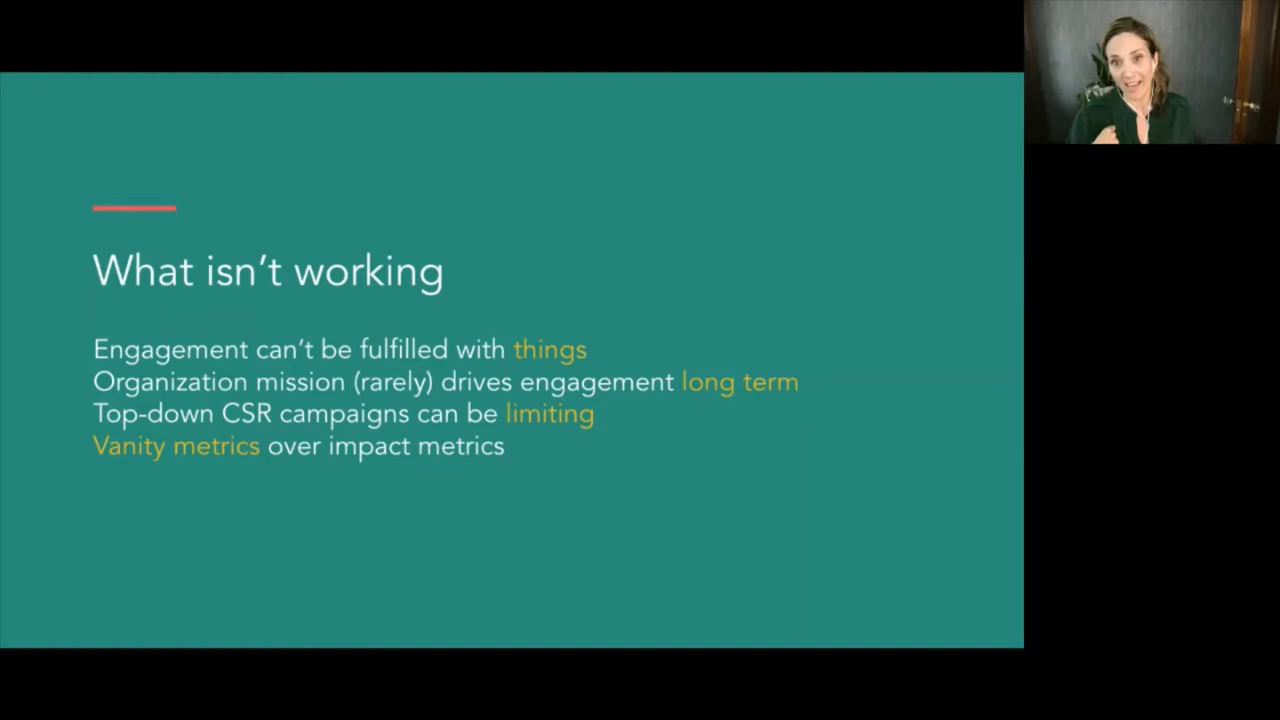 What isn’t working
Engagement can’t be fulfilled with things
Organization mission (rarely) drives engagement long term
Top-down CSR campaigns can be limiting
Vanity metrics over impact metrics